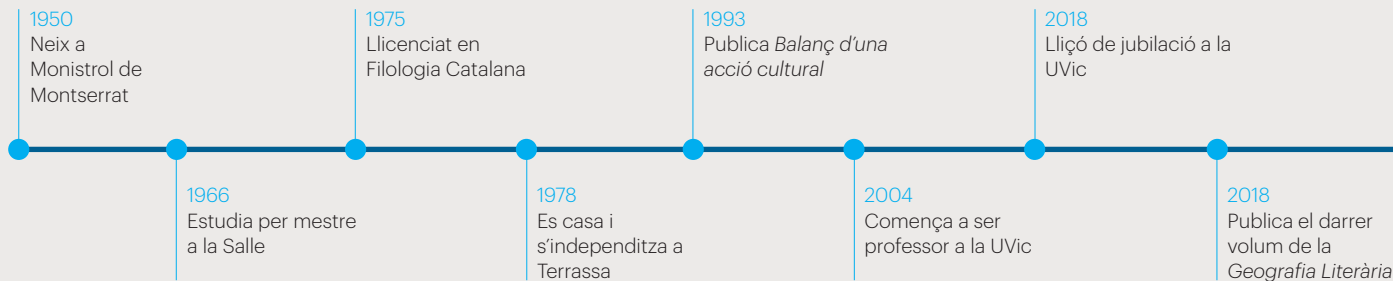 1950
Neix a
Monistrol de
Montserrat
1966
Estudia per mestre
a la Salle
1975
Llicenciat en
Filologia Catalana
1978
Es casa i
s'independitza a
Terrassa
1993
Publica Balanç d'una
acció cultural
2004
Comença a ser
professor a la UVic
2018
Lliçó de jubilació a la
UVic
2018
Publica el darrer
volum de la
Geografia Literària